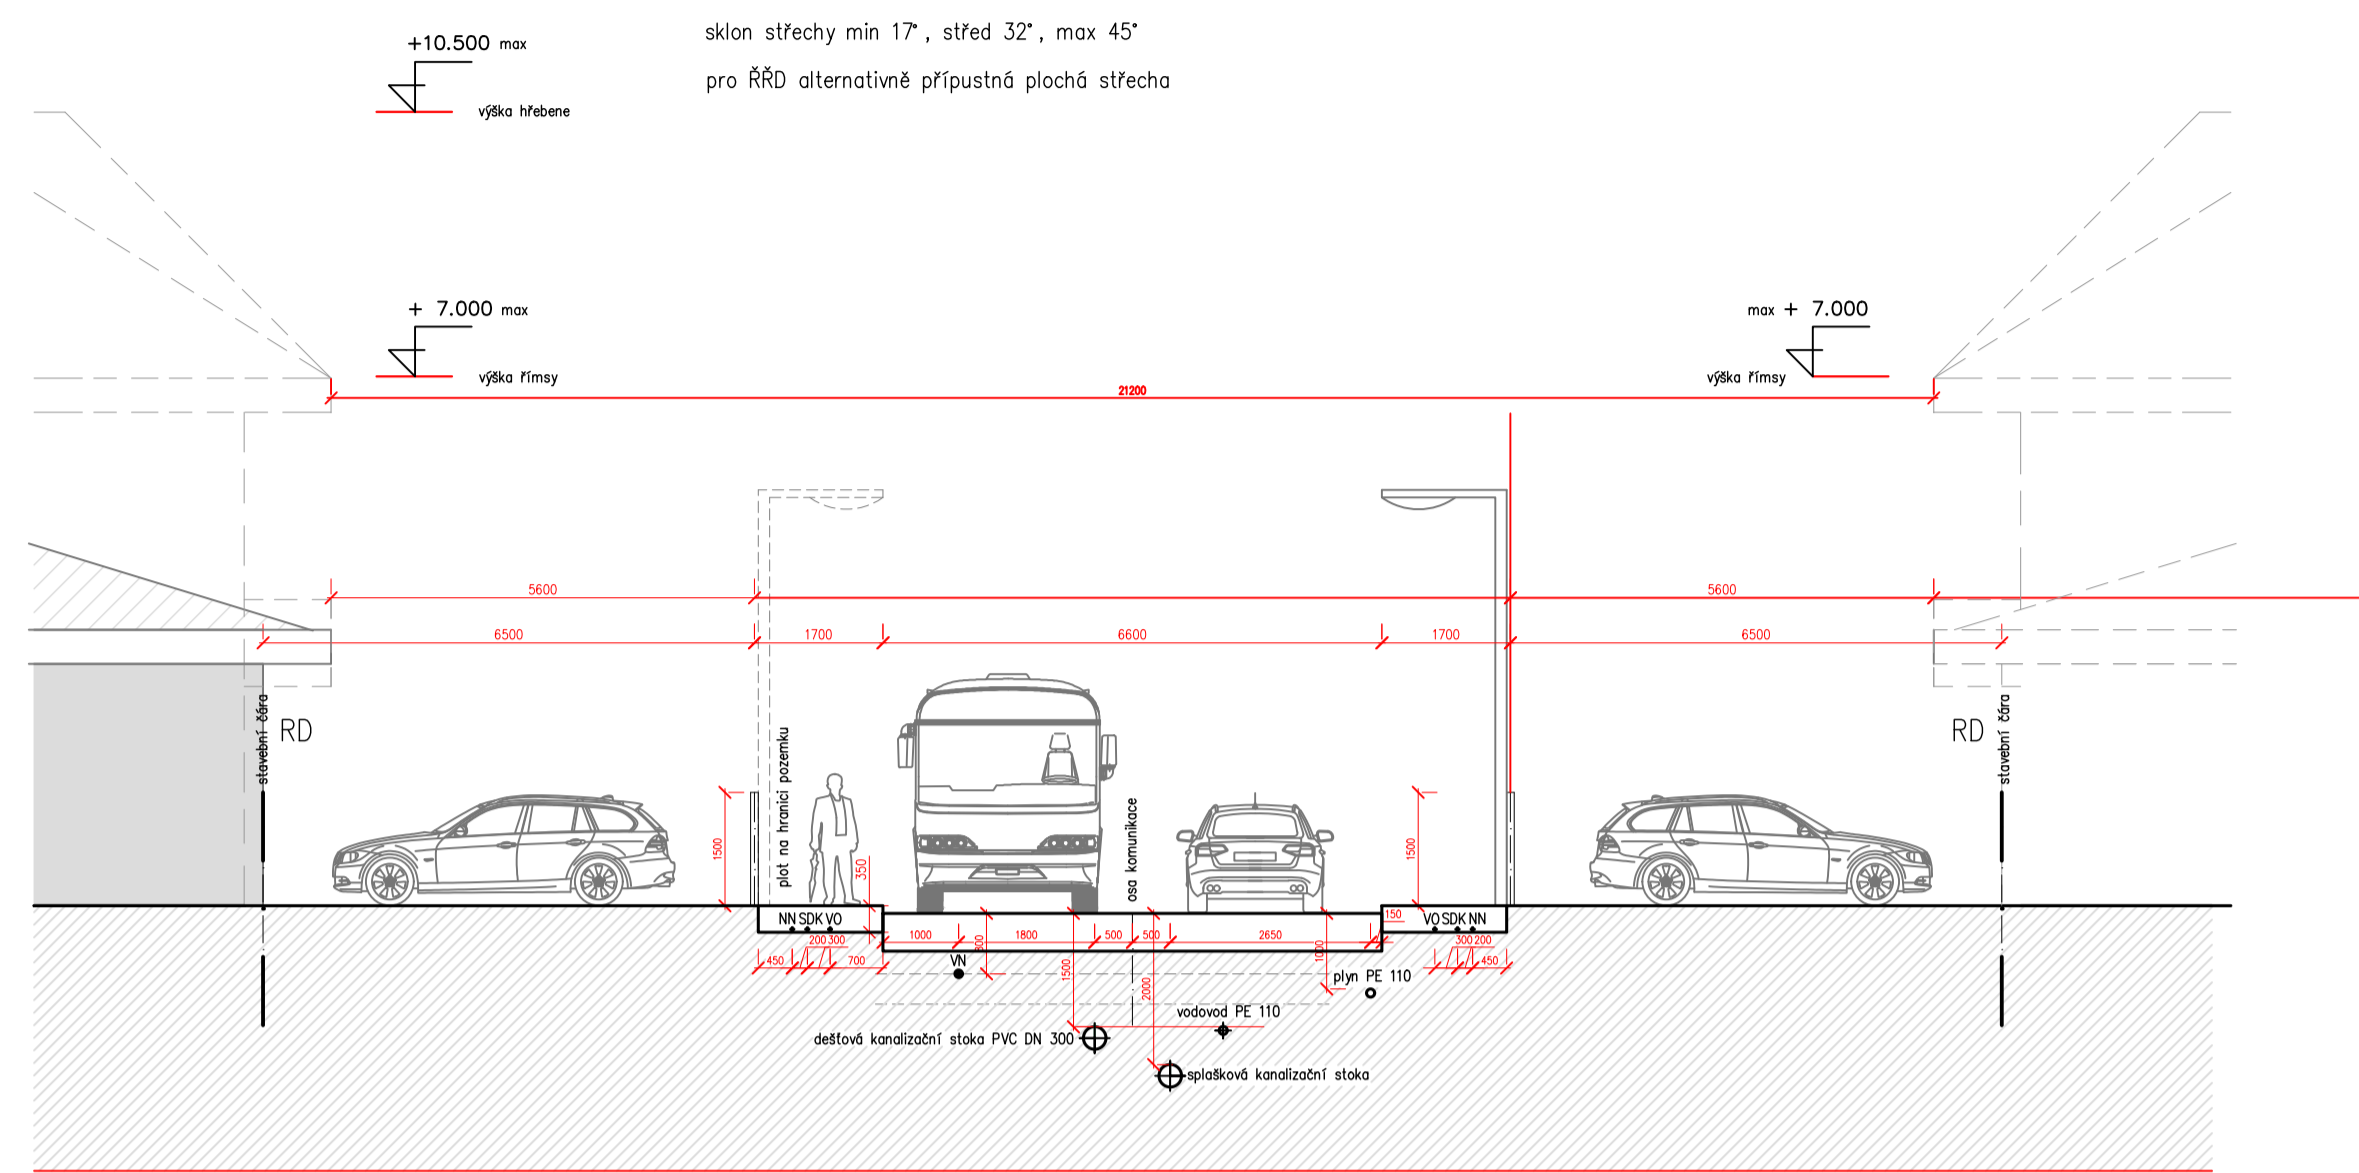 sklon střechy min 17°, střed 32°, max 45°
pro ŘŘD alternativně přípustná plochá střecha
+10.500 max
výška hřebene
+ 7.000 max
výška římsy
max + 7.000
výška římsy
21200
5600
5600
6500
1700
6600
1700
6500
stavební čára
RD
plot na hranici pozemku
osa komunikace
RD
stavební čára
1500
350
1500
NN SDK VO
150
VO SDK NN
200 300
1000
800
1800
500
500
2650
1000
300 200
450
700
VN
1500
2000
450
plyn PE 110
vodovod PE 110
dešťová kanalizační stoka PVC DN 300
splašková kanalizační stoka